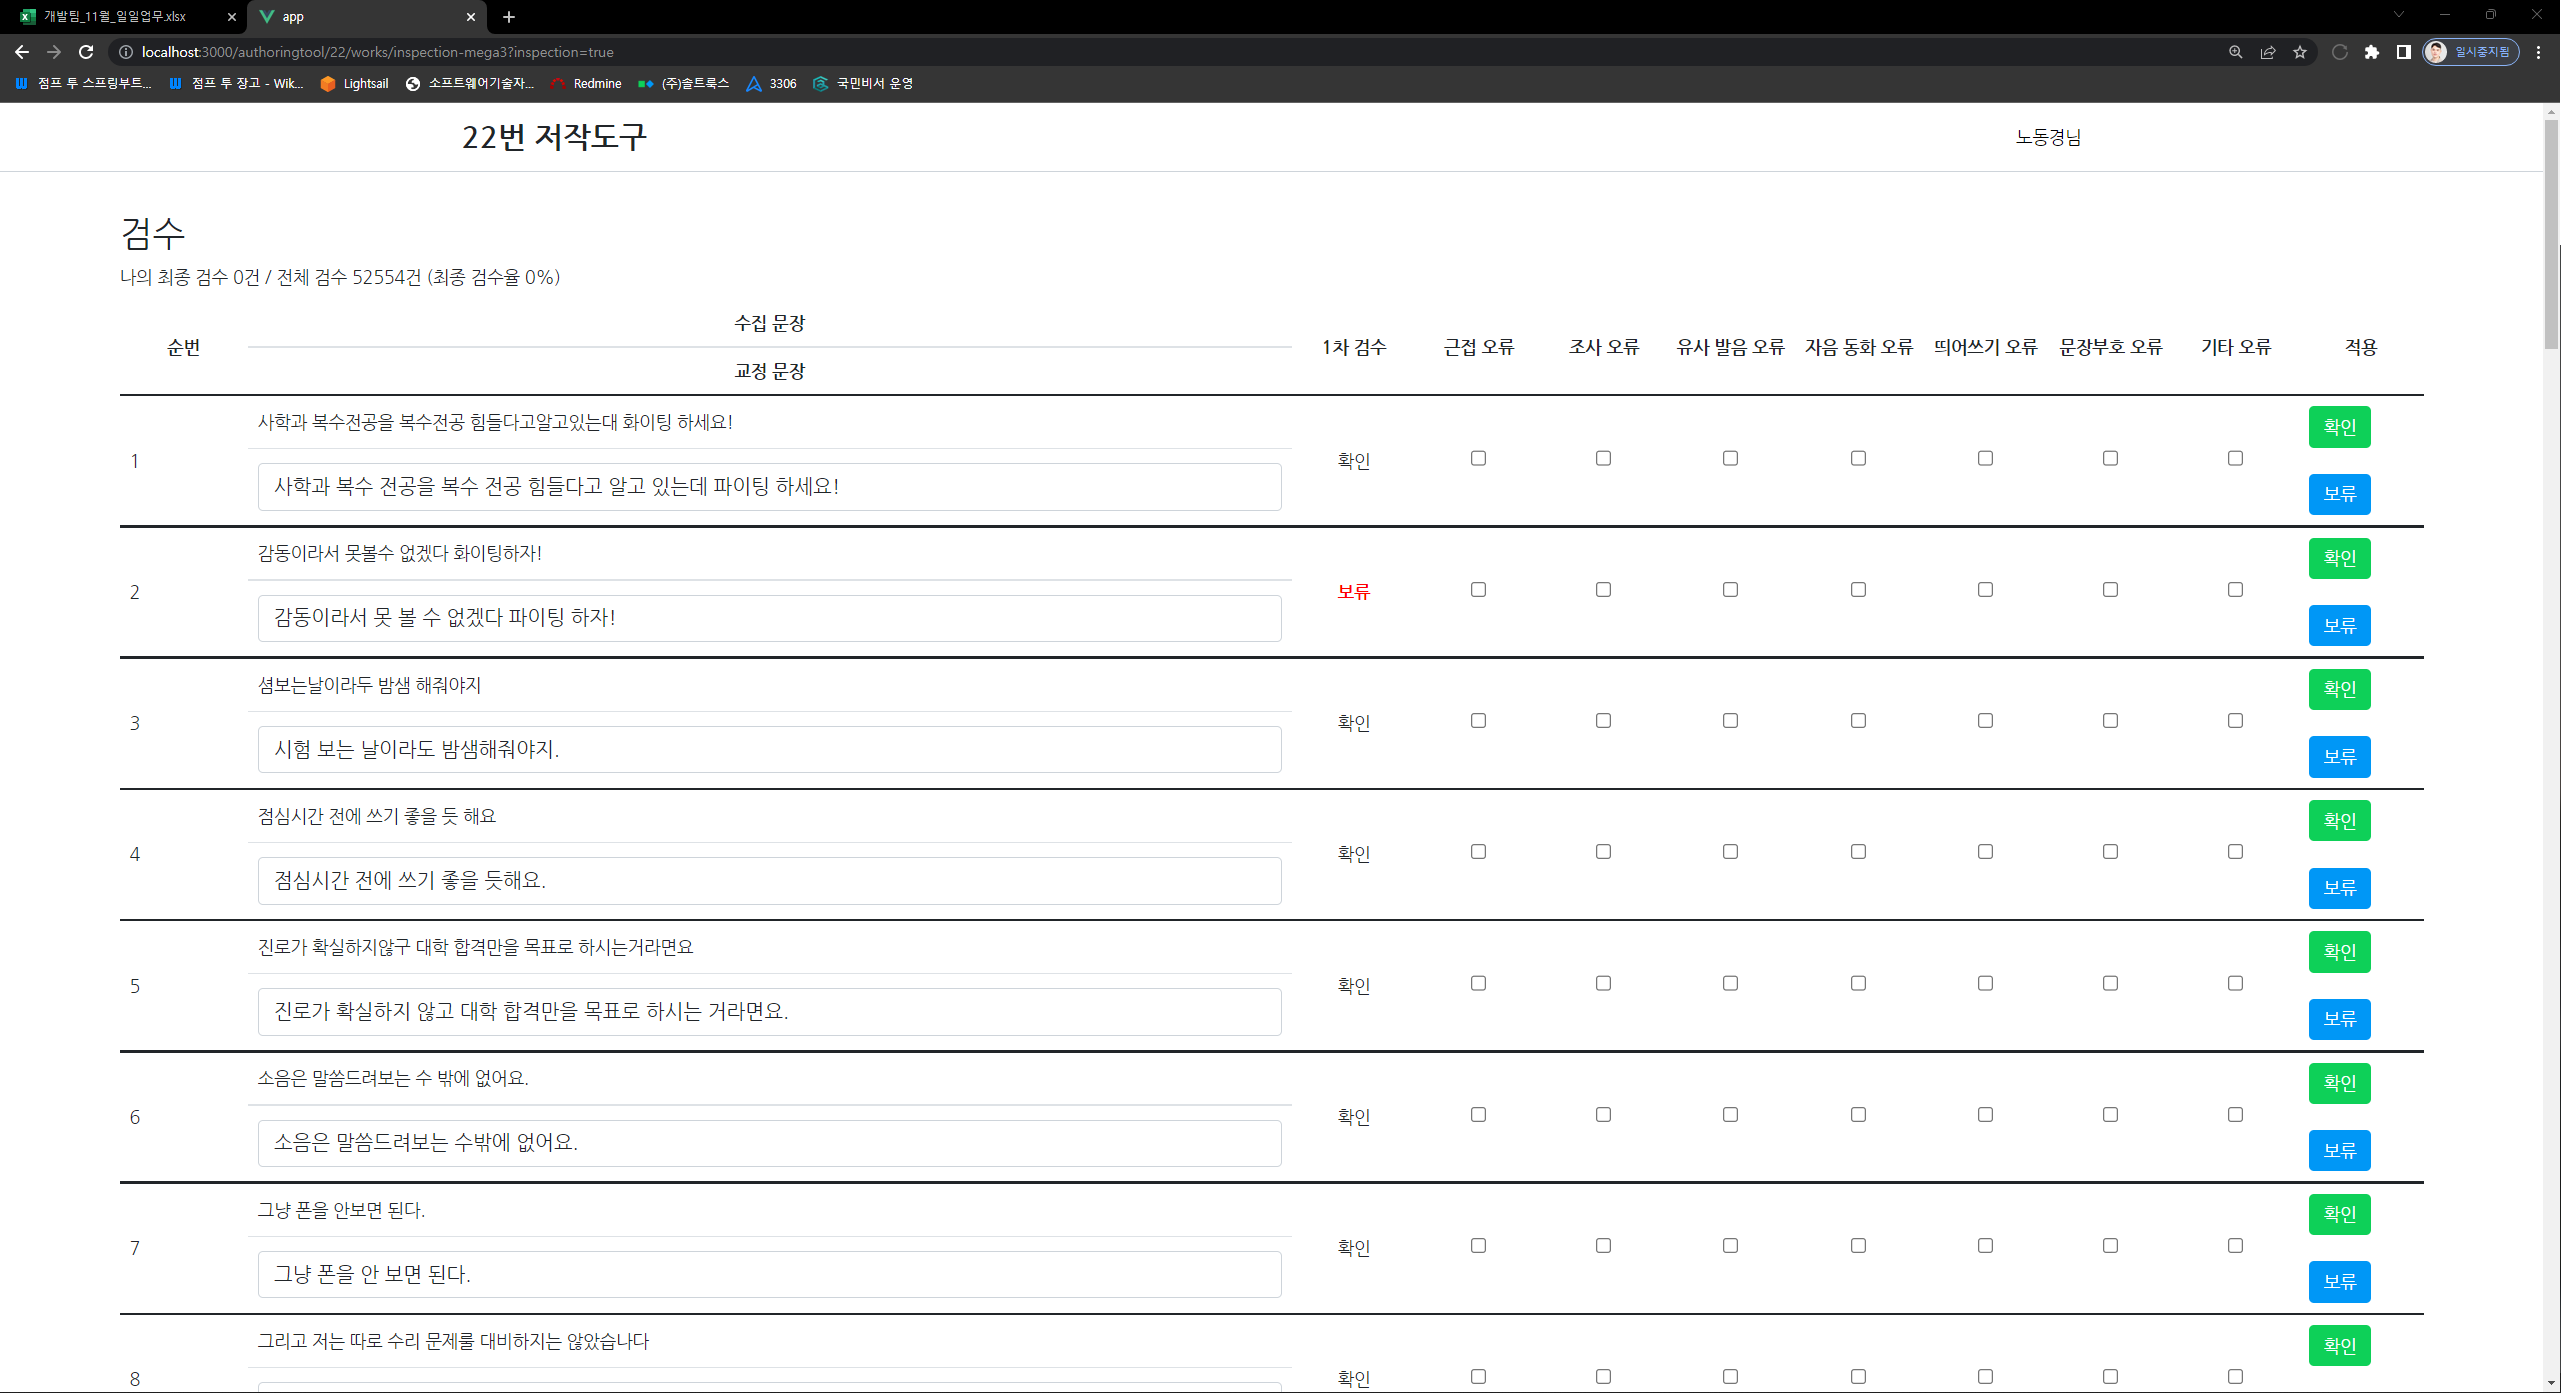 개발팀_11월_일일업무.xlsx
app
localhost:3000/authoringtool/22/works/inspection-mega3?inspection=true
일시중지됨
점프 투 스프링부트...
점프 투 장고 - Wik...
Lightsail
소프트웨어기술자...
Redmine
(주)솔트룩스
3306
국민비서 운영
22번 저작도구
노동경님
검수
나의 최종 검수 0건 / 전체 검수 52554건 (최종 검수율 0%)
순번
수집 문장
교정 문장
1차 검수
근접 오류
조사 오류
유사 발음 오류
자음 동화 오류
띄어쓰기 오류
문장부호 오류
기타 오류
적용
1
사학과 복수전공을 복수전공 힘들다고알고있는대 화이팅 하세요!
사학과 복수 전공을 복수 전공 힘들다고 알고 있는데 파이팅 하세요!
확인
확인
보류
2
감동이라서 못볼수 없겠다 화이팅하자!
감동이라서 못 볼 수 없겠다 파이팅 하자!
보류
확인
보류
3
셤보는날이라두 밤샘 해줘야지
시험 보는 날이라도 밤샘해줘야지.
확인
확인
보류
4
점심시간 전에 쓰기 좋을 듯 해요
점심시간 전에 쓰기 좋을 듯해요.
확인
확인
보류
5
진로가 확실하지않구 대학 합격만을 목표로 하시는거라면요
진로가 확실하지 않고 대학 합격만을 목표로 하시는 거라면요.
확인
확인
보류
6
소음은 말씀드려보는 수 밖에 없어요.
소음은 말씀드려보는 수밖에 없어요.
확인
확인
보류
7
그냥 폰을 안보면 된다.
그냥 폰을 안 보면 된다.
확인
확인
보류
8
그리고 저는 따로 수리 문제룰 대비하지는 않았습나다
확인
확인